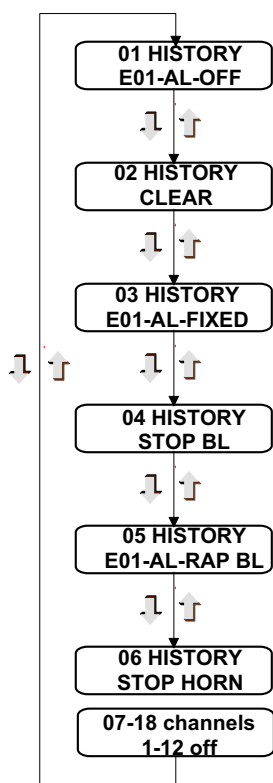 01 HISTORY
E01-AL-OFF
02 HISTORY
CLEAR
03 HISTORY
E01-AL-FIXED
04 HISTORY
STOP BL
05 HISTORY
E01-AL-RAP BL
06 HISTORY
STOP HORN
07-18 channels
1-12 off